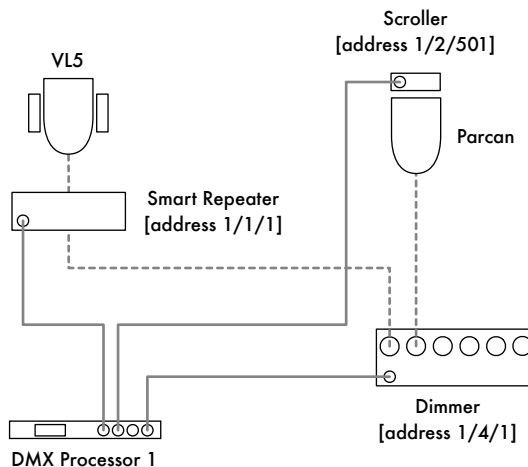 Scroller
[address 1/2/501]
VL5
Parcan
Smart Repeater
[address 1/1/1]
Dimmer
[address 1/4/1]
DMX Processor 1